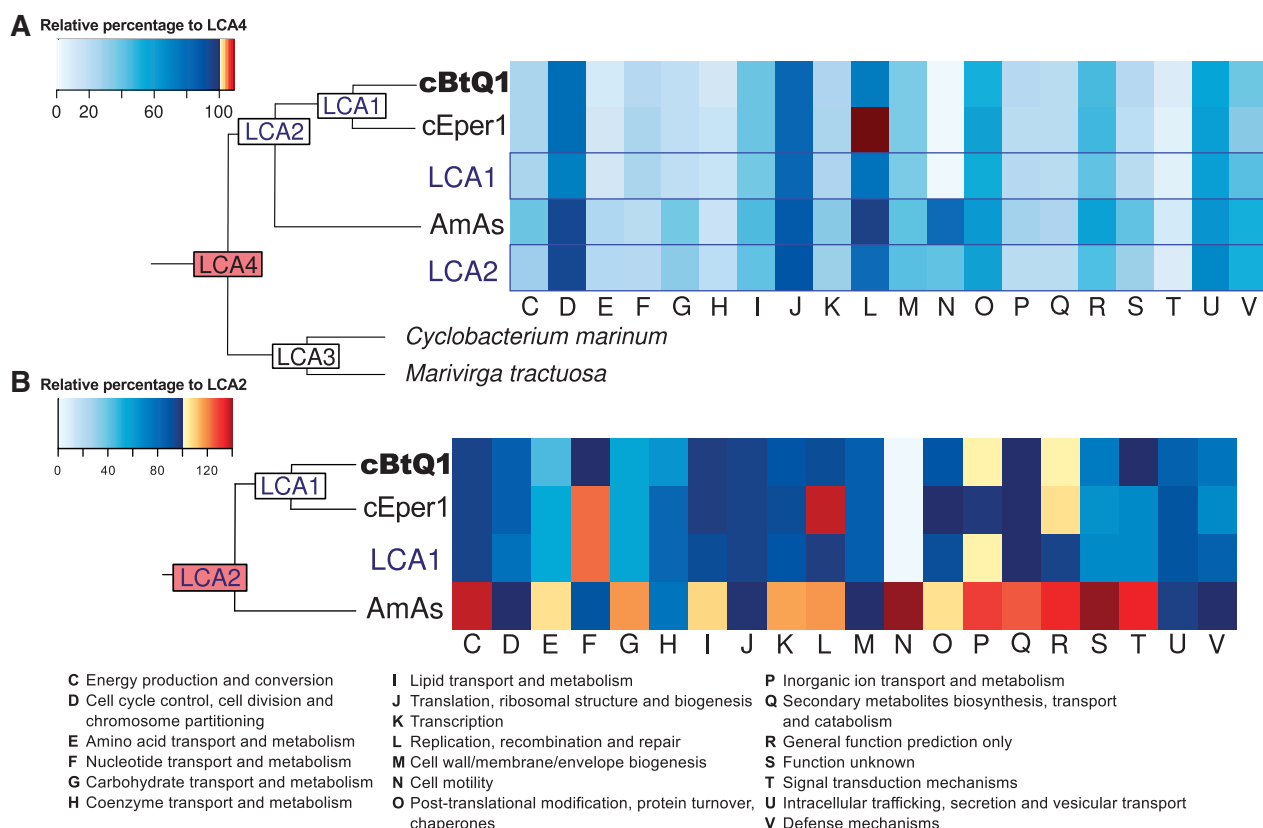 A Relative percentage to LCA4
0 20 60 100
cBtQ1
LCA1
cEper1
LCA2
LCA1
AmAs
LCA4
LCA2
C D E F G H I J K L M N O P Q R S T U V
Cyclobacterium marinum
LCA3
Marivirga tractuosa
B Relative percentage to LCA2
0 40 80 120
cBtQ1
LCA1
cEper1
LCA1
LCA2
AmAs
C D E F G H I J K L M N O P Q R S T U V
C Energy production and conversion
D Cell cycle control, cell division and
chromosome partitioning
E Amino acid transport and metabolism
F Nucleotide transport and metabolism
G Carbohydrate transport and metabolism
H Coenzyme transport and metabolism
I Lipid transport and metabolism
J Translation, ribosomal structure and biogenesis
K Transcription
L Replication, recombination and repair
M Cell wall/membrane/envelope biogenesis
N Cell motility
O Post-translational modification, protein turnover,
chaperones
P Inorganic ion transport and metabolism
Q Secondary metabolites biosynthesis, transport
and catabolism
R General function prediction only
S Function unknown
T Signal transduction mechanisms
U Intracellular trafficking, secretion and vesicular transport
V Defense mechanisms